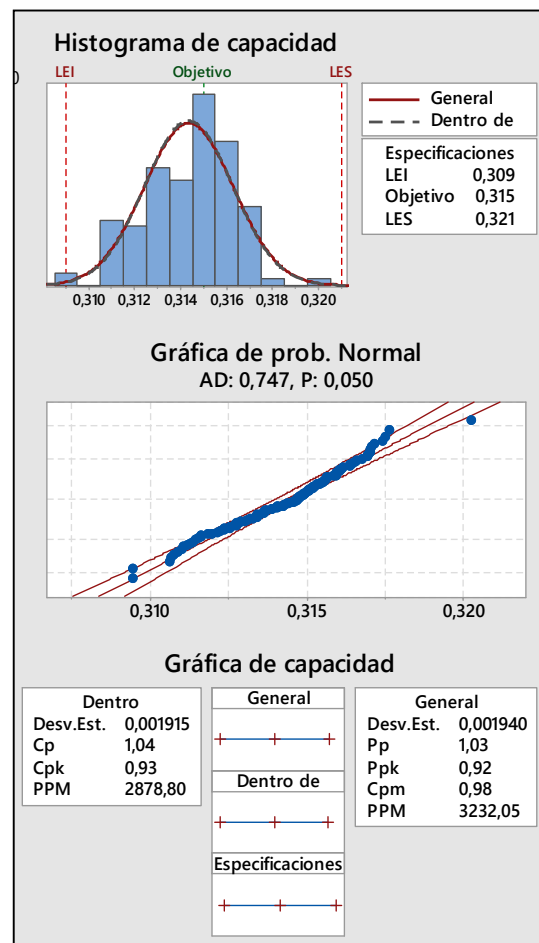 Histograma de capacidad
0
LEI Objetivo LES
General
Dentro de
Especificaciones
LEI 0,309
Objetivo 0,315
LES 0,321
0,310 0,312 0,314 0,316 0,318 0,320
Gráfica de prob. Normal
AD: 0,747, P: 0,050
0,310 0,315 0,320
Gráfica de capacidad
Dentro
Desv.Est. 0,001915
Cp 1,04
Cpk 0,93
PPM 2878,80
General
Dentro de
Especificaciones
General
Desv.Est. 0,001940
Pp 1,03
Ppk 0,92
Cpm 0,98
PPM 3232,05